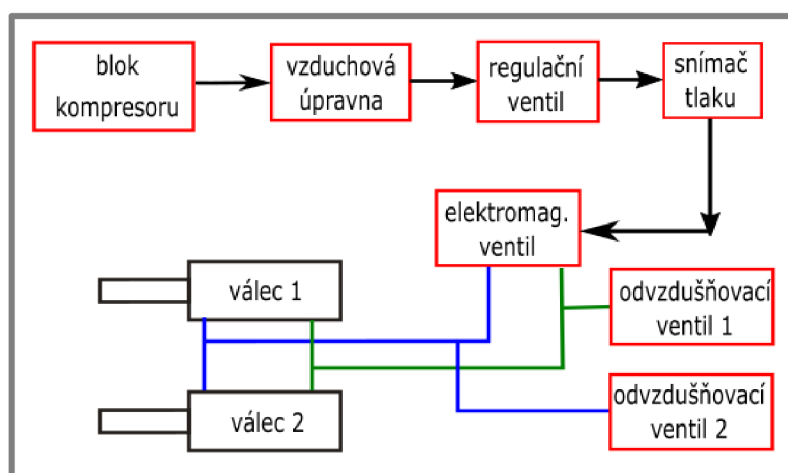 blok
kompresoru
vzduchová
úpravna
regulační
ventil
snímač
tlaku
elektromag.
ventil
válec 1
odvzdušňovací
ventil 1
válec 2
odvzdušňovací
ventil 2